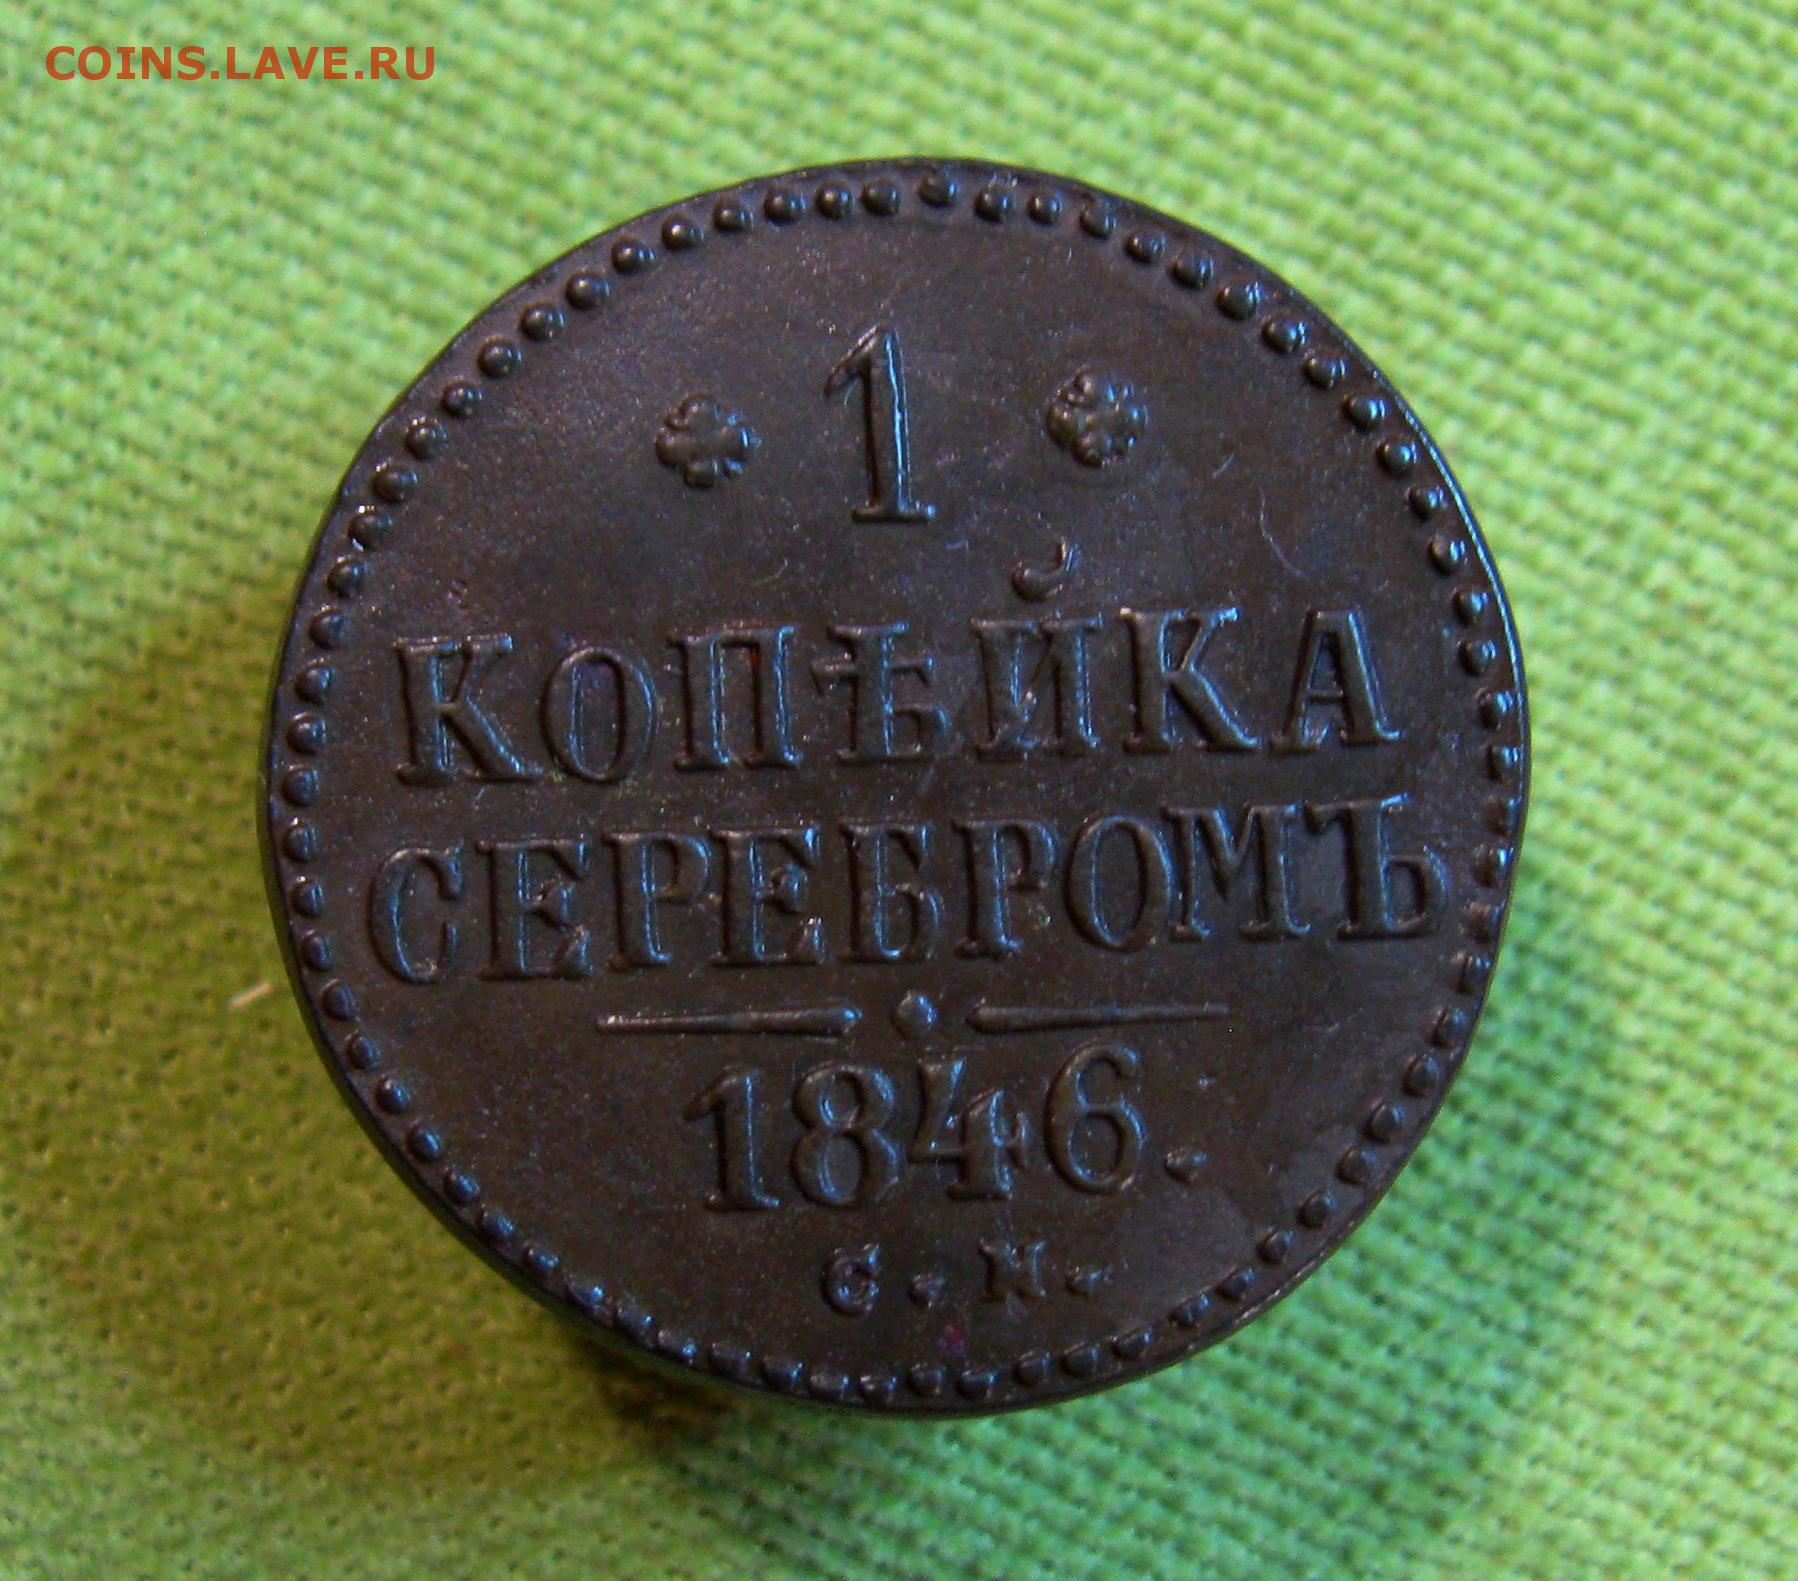 COINS.LAVE.RU
1
КОПѢЙКА
СЕРЕБРОМЪ
1846.
С. М.